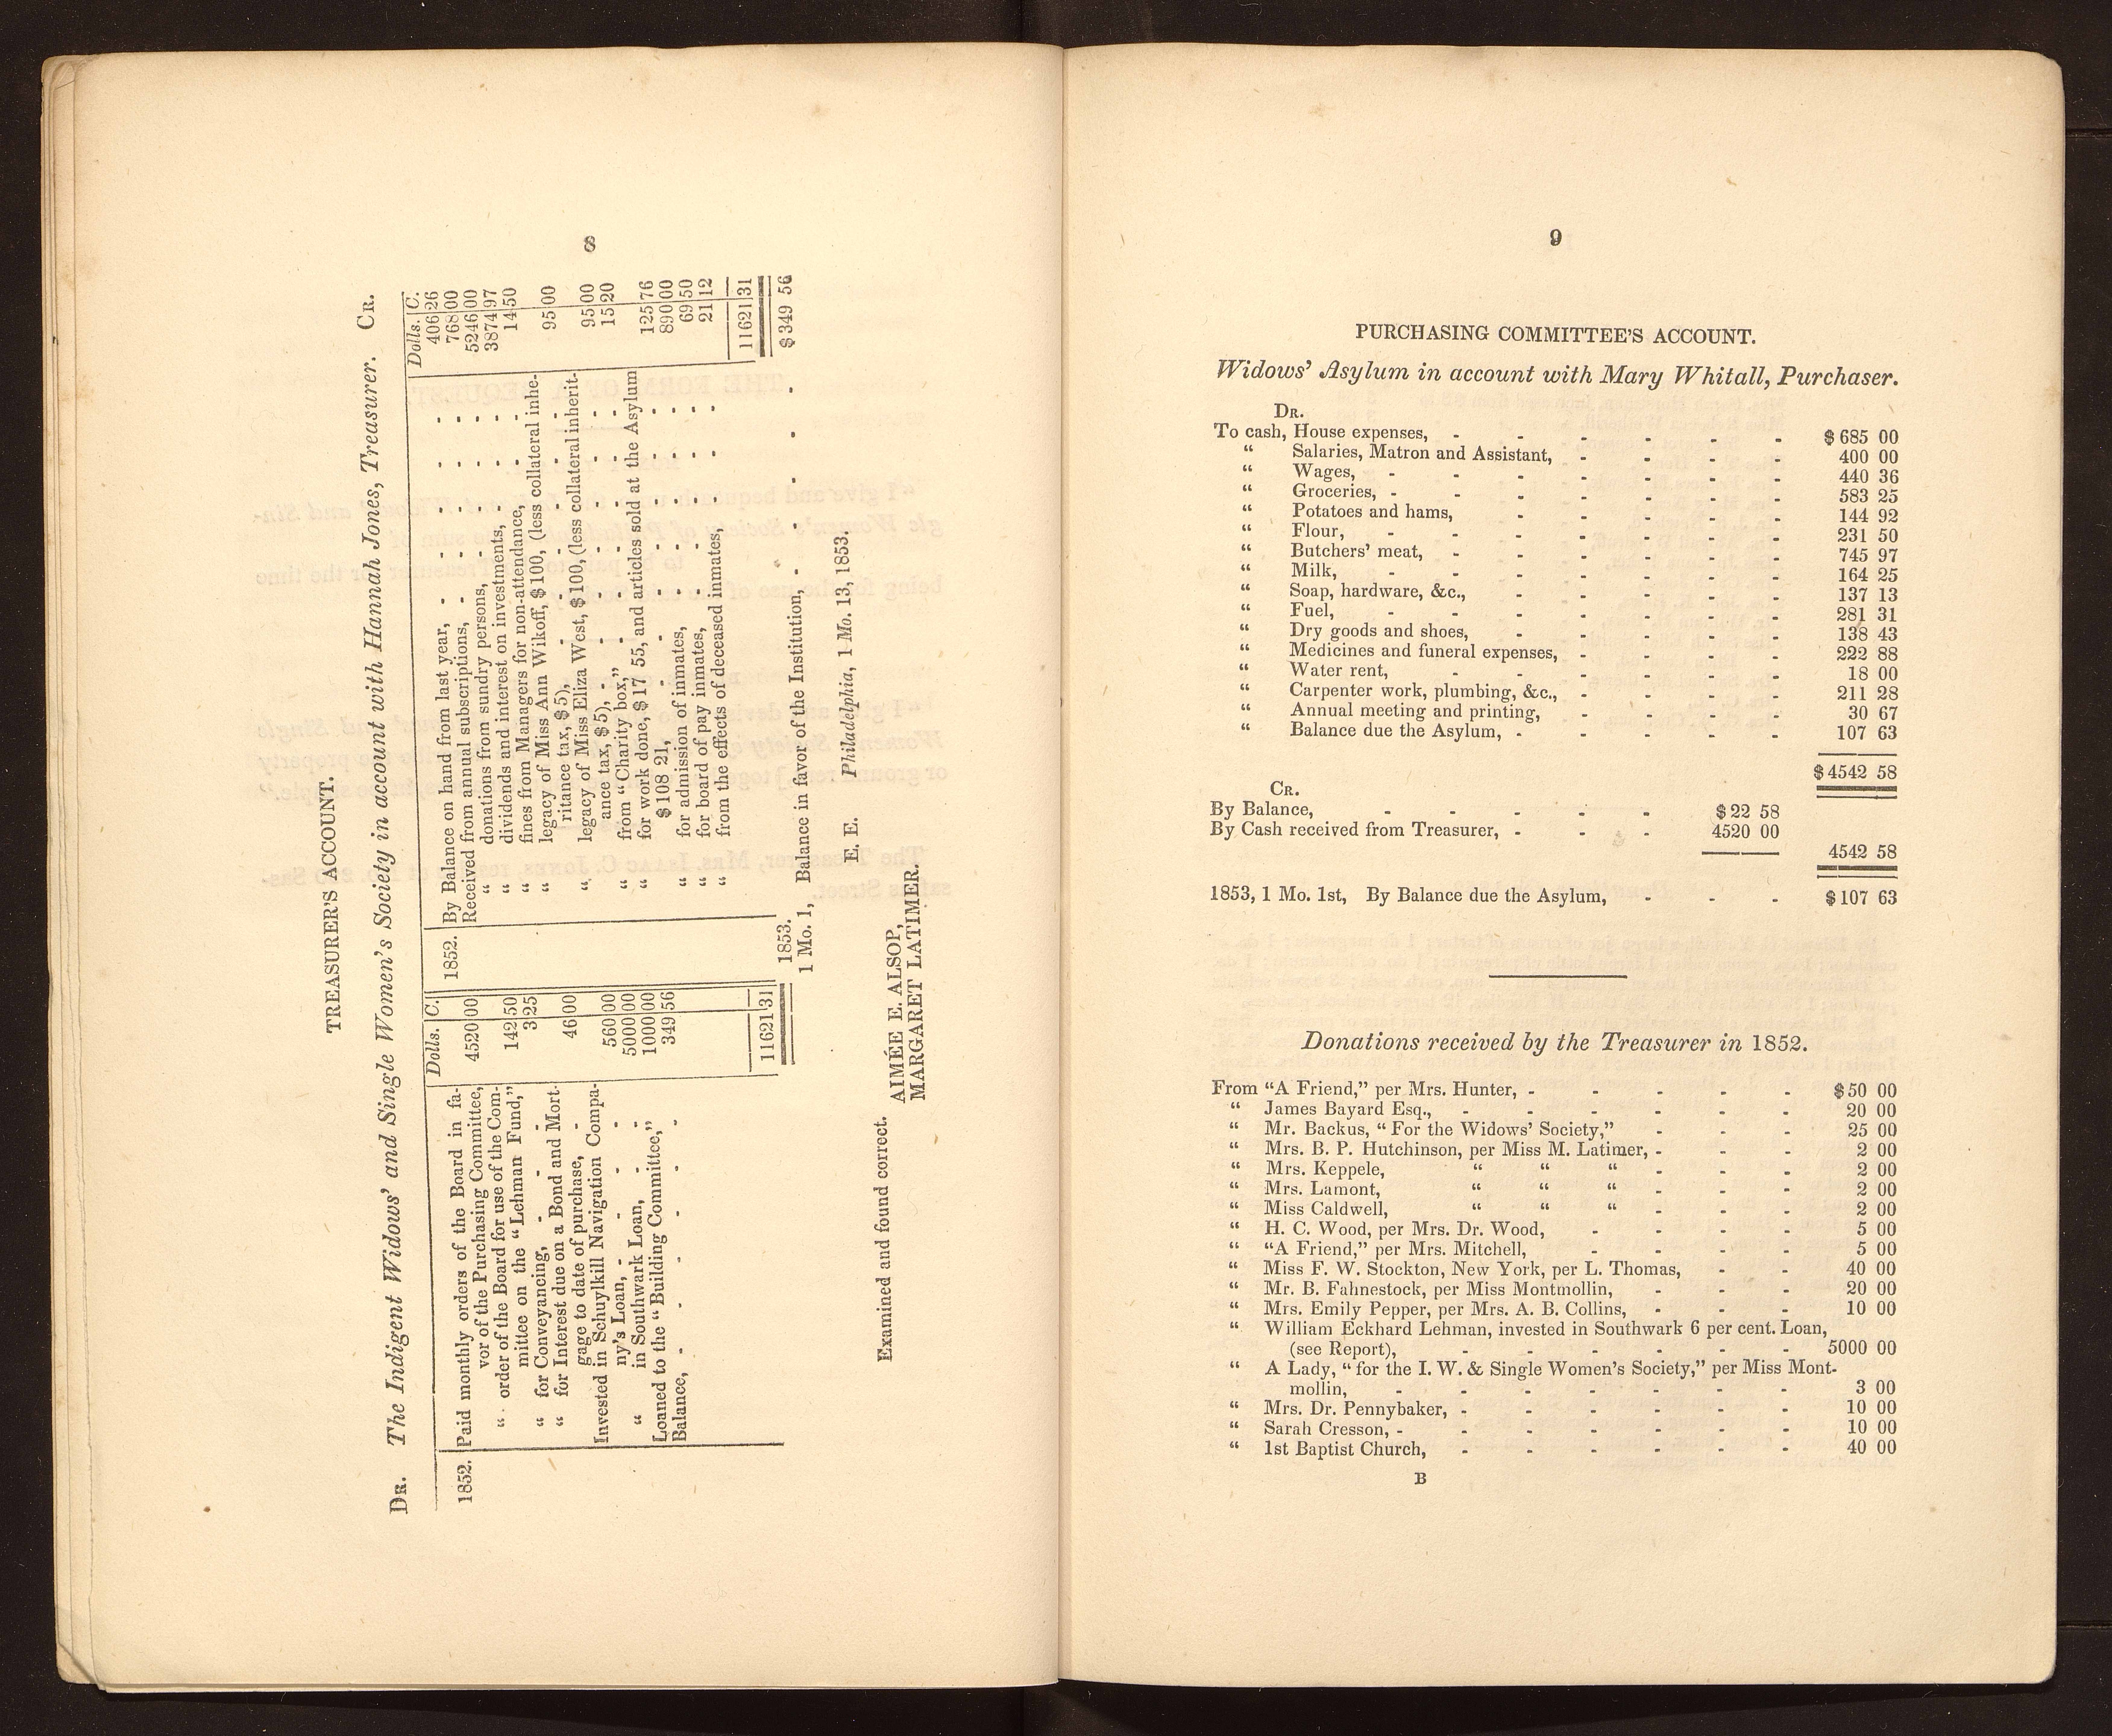 8
TREASURER'S ACCOUNT.
DR. The Indigent Widows' and Single Women's Society in account with Hannah Jones, Treasurer. CR.
Dolls. C.
1852. Paid monthly orders of the Board in fa-
vor of the Purchasing Committee, 4520 00
" order of the Board for use of the Com-
mittee on the "Lehman Fund," 142 50
" for Conveyancing, - - 3 25
" for Interest due on a Bond and Mort-
gage to date of purchase, - 46 00
Invested in Schuylkill Navigation Compa-
ny's Loan, - - - - 560 00
" in Southwark Loan, - - 5000 00
Loaned to the "Building Committee," 1000 00
Balance, - - - - - 349 56
11621 31
Dolls. C.
1852. By Balance on hand from last year, - - - - - 406 26
Received from annual subscriptions, - - - - - 768 00
" donations from sundry persons, - - - - - 5246 00
" dividends and interest on investments, - - - - 3874 97
" fines from Managers for non-attendance, - - - - 14 50
" legacy of Miss Ann Wikoff, $100, (less collateral inhe-
ritance tax, $5), - - - - - 95 00
" legacy of Miss Eliza West, $100, (less collateral inherit-
ance tax, $5), - - - - - 95 00
" from "Charity box," - - - - - 15 20
" for work done, $17 55, and articles sold at the Asylum
$108 21, - - - - - 125 76
" for admission of inmates, - - - - - 890 00
" for board of pay inmates, - - - - - 69 50
" from the effects of deceased inmates, - - - 21 12
11621 31
1853.
1 Mo. 1, Balance in favor of the Institution, - - - - - $349 56
E. E. Philadelphia, 1 Mo. 13, 1853.
Examined and found correct.
AIMÉE E. ALSOP,
MARGARET LATIMER.
9
PURCHASING COMMITTEE'S ACCOUNT.
Widows' Asylum in account with Mary Whitall, Purchaser.
DR.
To cash, House expenses, - - - - - - $685 00
" Salaries, Matron and Assistant, - - - - 400 00
" Wages, - - - - - - - 440 36
" Groceries, - - - - - - - 583 25
" Potatoes and hams, - - - - - 144 92
" Flour, - - - - - - - 231 50
" Butchers' meat, - - - - - - 745 97
" Milk, - - - - - - - 164 25
" Soap, hardware, &c., - - - - - 137 13
" Fuel, - - - - - - - 281 31
" Dry goods and shoes, - - - - - 138 43
" Medicines and funeral expenses, - - - - 222 88
" Water rent, - - - - - - 18 00
" Carpenter work, plumbing, &c., - - - - 211 28
" Annual meeting and printing, - - - - 30 67
" Balance due the Asylum, - - - - - 107 63
$4542 58
CR.
By Balance, - - - - - $22 58
By Cash received from Treasurer, - - - 4520 00
4542 58
1853, 1 Mo. 1st, By Balance due the Asylum, - - - $107 63
Donations received by the Treasurer in 1852.
From "A Friend," per Mrs. Hunter, - - - - - $50 00
" James Bayard Esq., - - - - - - 20 00
" Mr. Backus, "For the Widows' Society," - - - 25 00
" Mrs. B. P. Hutchinson, per Miss M. Latimer, - - - 2 00
" Mrs. Keppele, " " " - - - 2 00
" Mrs. Lamont, " " " - - - 2 00
" Miss Caldwell, " " " - - - 2 00
" H. C. Wood, per Mrs. Dr. Wood, - - - - 5 00
" "A Friend," per Mrs. Mitchell, - - - - 5 00
" Miss F. W. Stockton, New York, per L. Thomas, - - 40 00
" Mr. B. Fahnestock, per Miss Montmollin, - - - 20 00
" Mrs. Emily Pepper, per Mrs. A. B. Collins, - - - 10 00
" William Eckhard Lehman, invested in Southwark 6 per cent. Loan,
(see Report), - - - - - - 5000 00
" A Lady, "for the I. W. & Single Women's Society," per Miss Mont-
mollin, - - - - - - - 3 00
" Mrs. Dr. Pennybaker, - - - - - - 10 00
" Sarah Cresson, - - - - - - - 10 00
" 1st Baptist Church, - - - - - - 40 00
B